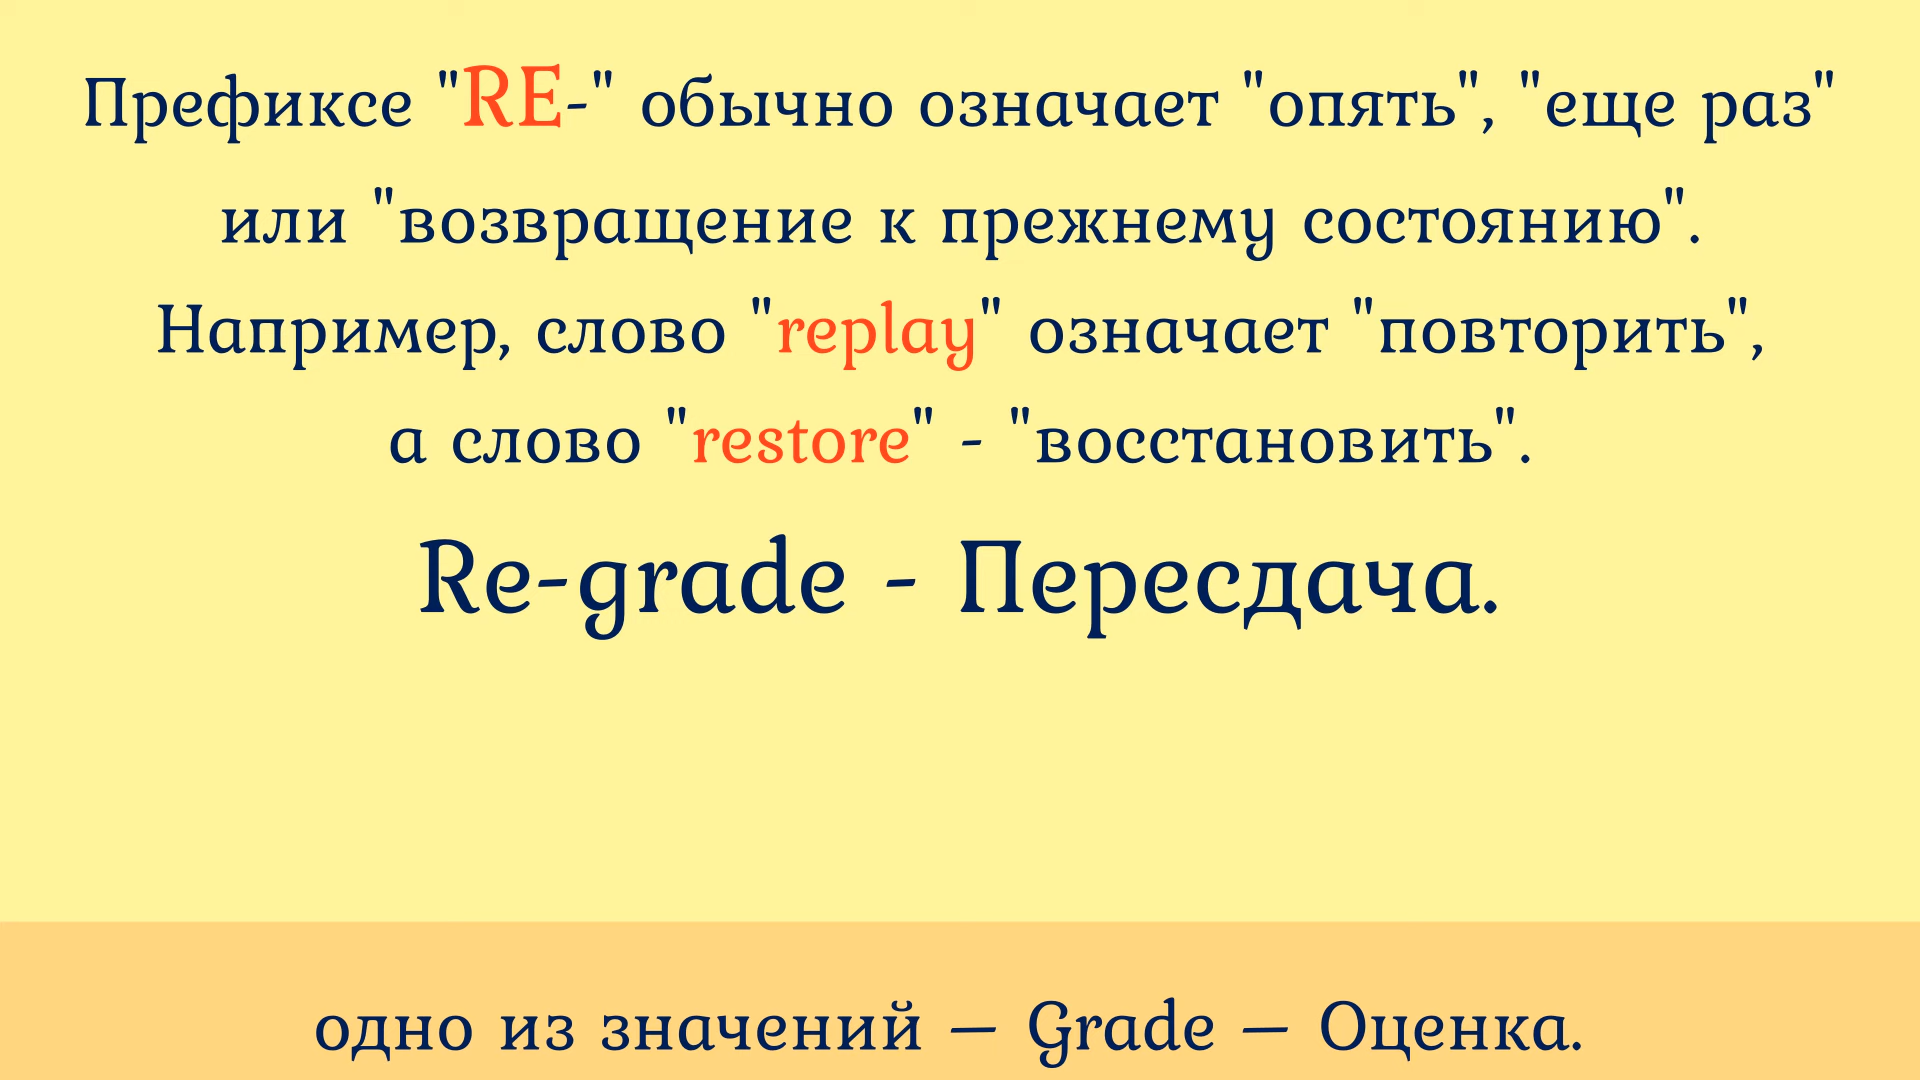 Префиксе "RE-" обычно означает "опять", "еще раз"
или "возвращение к прежнему состоянию".
Например, слово "replay" означает "повторить",
а слово "restore" - "восстановить".
Re-grade - Пересдача.
одно из значений — Grade — Оценка.